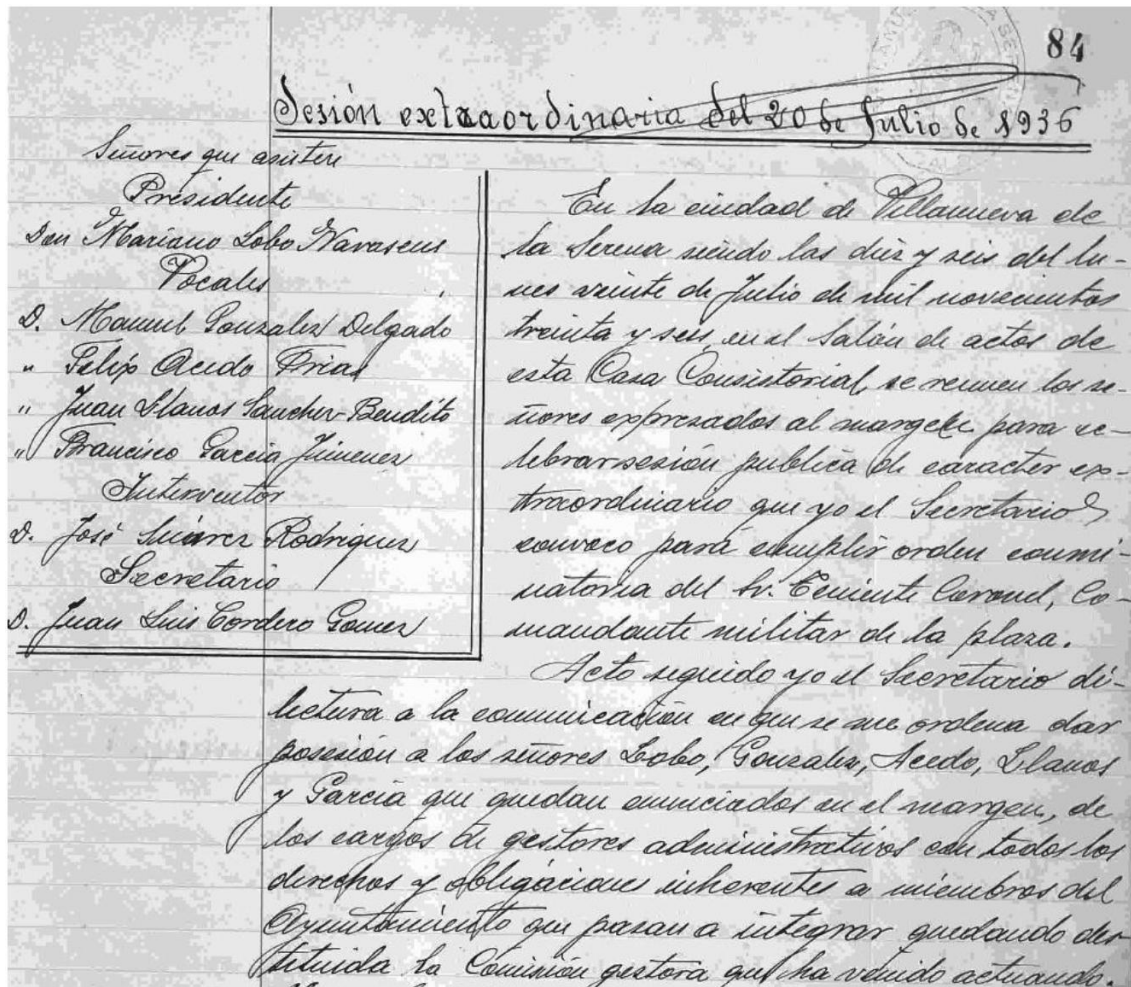 84
Sesión extraordinaria del 20 de Julio de 1936
Señores que asisten
Presidente
Don Mariano Lobo Navascus
Vocales
D. Manuel Gonzalez Delgado
" Felix Acedo Frias
" Juan Llanos Sanchez-Bendito
" Francisco Garcia Jimenez
Interventor
D. José Suárez Rodriguez
Secretario
D. Juan Luis Cordero Gomez
En la ciudad de Villanueva de
la Serena siendo las diez y seis del lu-
nes veinte de Julio de mil novecientos
treinta y seis, en el Salón de actos de
esta Casa Consistorial, se reunen los se-
ñores expresados al margen para ce-
lebrar sesión publica de caracter ex-
traordinario que yo el Secretario
convoco para cumplir orden conmi-
natoria del Sr. Teniente Coronel, Co-
mandante militar de la plaza.
Acto seguido yo el Secretario di-
lectura a la comunicación en que se me ordena dar
posesión a los señores Lobo, Gonzalez, Acedo, Llanos
y Garcia que quedan enunciados en el margen, de
los cargos de gestores administrativos con todos los
derechos y obligaciones inherentes a miembros del
Ayuntamiento que pasan a integrar quedando des-
tituida la Comisión gestora que ha venido actuando.